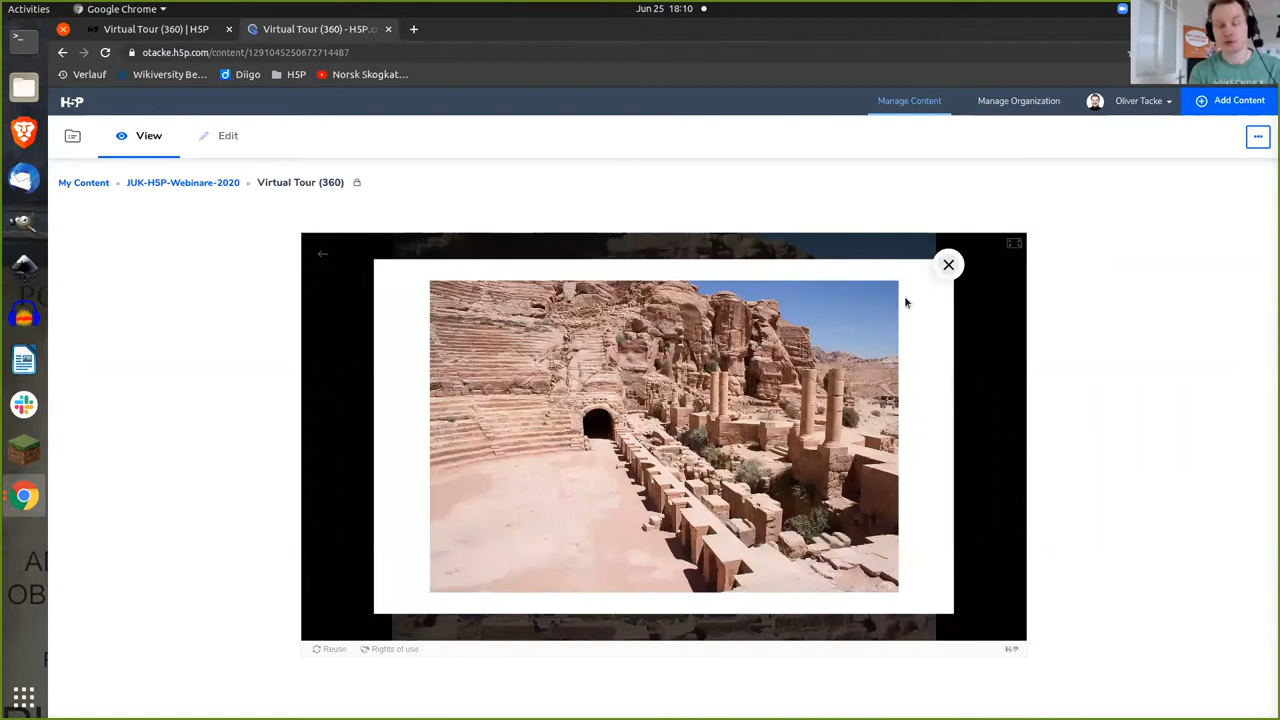 Activities
Google Chrome
Jun 25 18:10
Virtual Tour (360) | H5P
Virtual Tour (360) - H5P.c
otacke.h5p.com/content/1291045250672714487
Verlauf
Wikiversity Be...
Diigo
H5P
Norsk Skogkat...
H5P
Manage Content
Manage Organization
Oliver Tacke
Add Content
View
Edit
My Content » JUK-H5P-Webinare-2020 » Virtual Tour (360)
Reuse
Rights of use
H5P